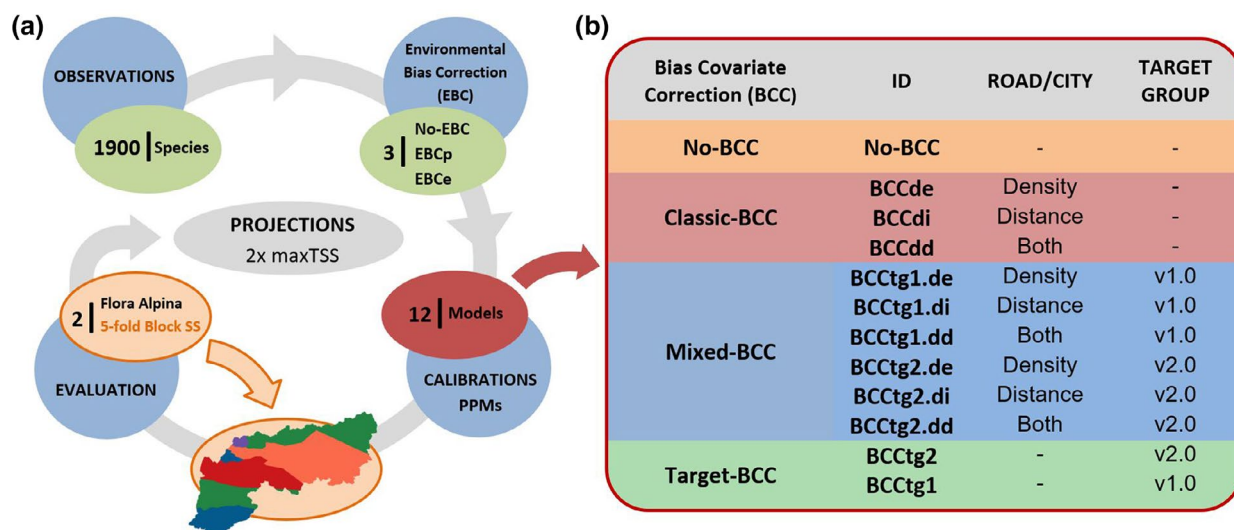 (a)
OBSERVATIONS
1900 | Species
Environmental
Bias Correction
(EBC)
3 | No-EBC
EBCp
EBCe
PROJECTIONS
2x maxTSS
2 | Flora Alpina
5-fold Block SS
EVALUATION
12 | Models
CALIBRATIONS
PPMs
(b)
Bias Covariate Correction (BCC) ID ROAD/CITY TARGET GROUP
No-BCC No-BCC - -
Classic-BCC
BCCde Density -
BCCdi Distance -
BCCdd Both -
Mixed-BCC
BCCtg1.de Density v1.0
BCCtg1.di Distance v1.0
BCCtg1.dd Both v1.0
BCCtg2.de Density v2.0
BCCtg2.di Distance v2.0
BCCtg2.dd Both v2.0
Target-BCC
BCCtg2 - v2.0
BCCtg1 - v1.0